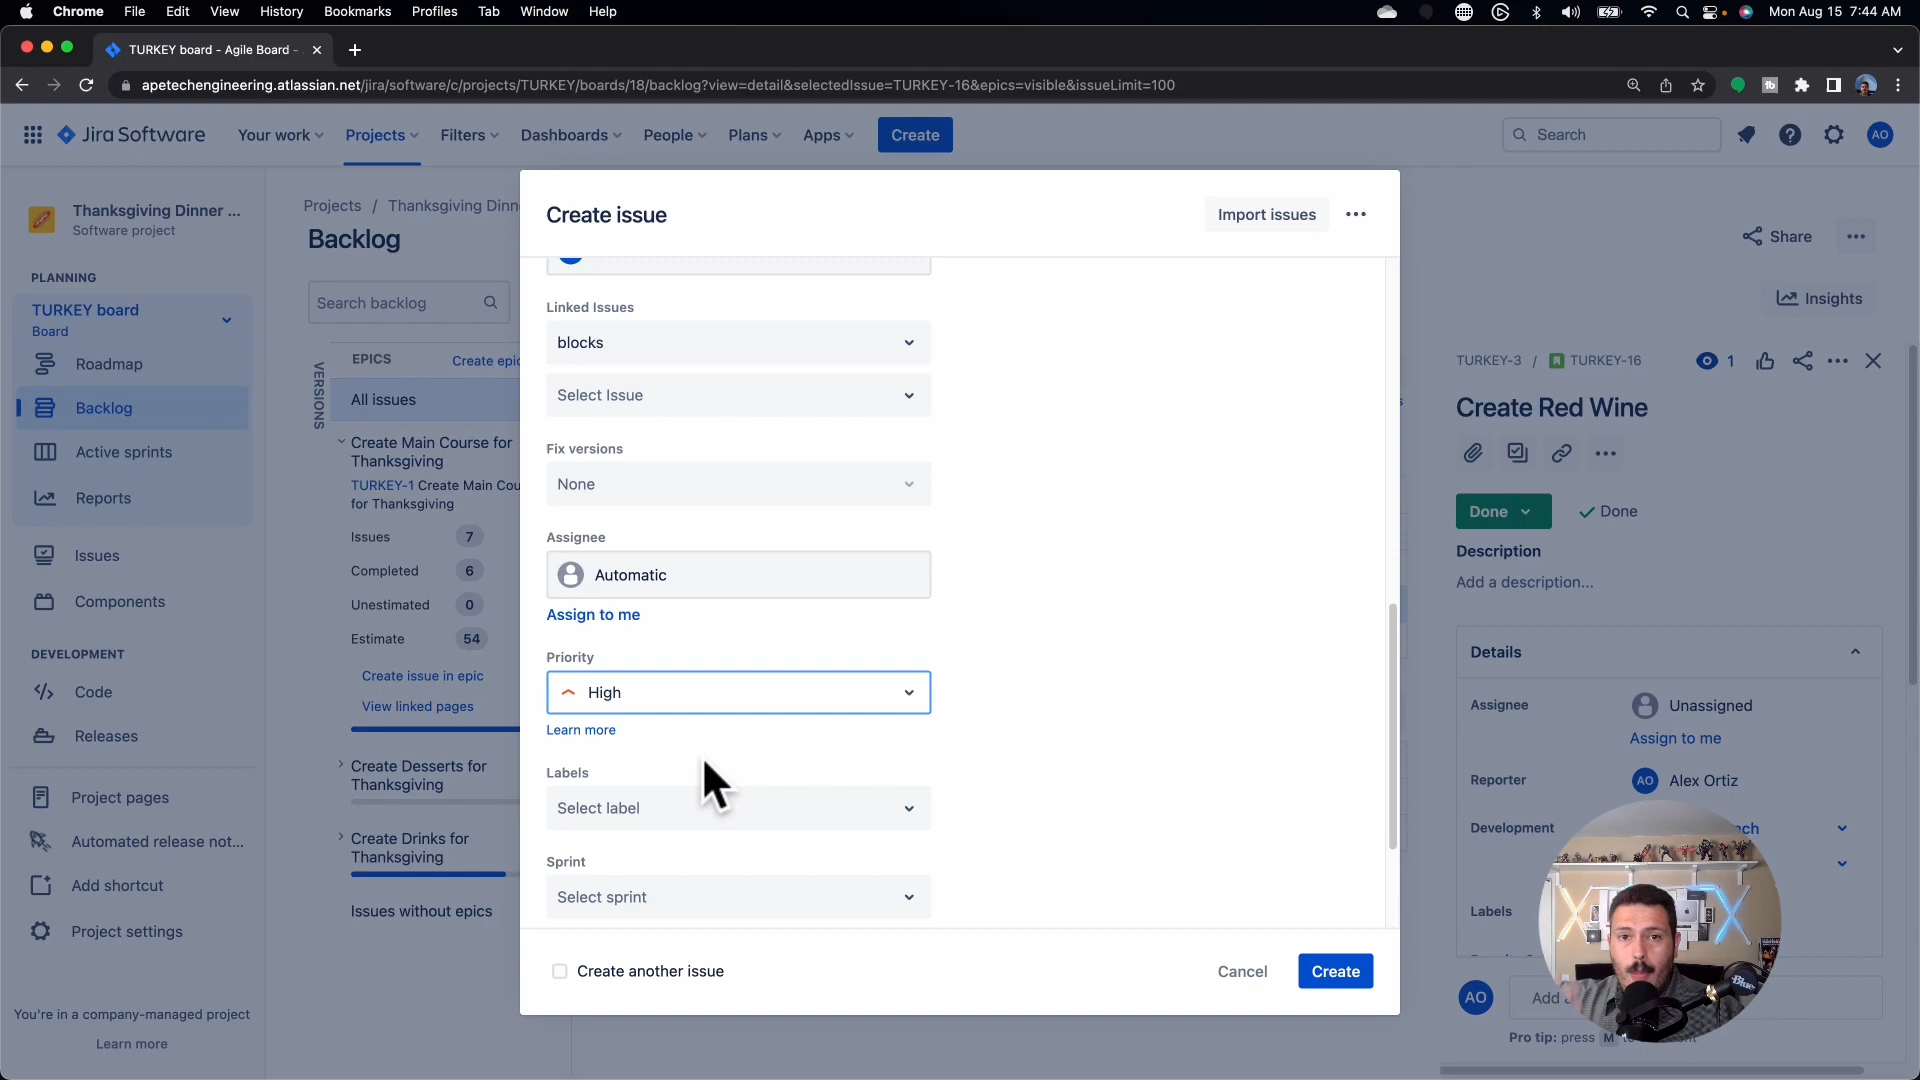 Chrome File Edit View History Bookmarks Profiles Tab Window Help
Mon Aug 15 7:44 AM
TURKEY board - Agile Board -
apetechengineering.atlassian.net/jira/software/c/projects/TURKEY/boards/18/backlog?view=detail&selectedIssue=TURKEY-16&epics=visible&issueLimit=100
Jira Software Your work Projects Filters Dashboards People Plans Apps Create Search AO
Thanksgiving Dinner ...
Software project
PLANNING
TURKEY board
Board
Roadmap
Backlog
Active sprints
Reports
Issues
Components
DEVELOPMENT
Code
Releases
Project pages
Automated release not...
Add shortcut
Project settings
You're in a company-managed project
Learn more
Projects / Thanksgiving Dinn
Backlog
Search backlog
VERSIONS
EPICS Create epic
All issues
Create Main Course for
Thanksgiving
TURKEY-1 Create Main Cou
for Thanksgiving
Issues 7
Completed 6
Unestimated 0
Estimate 54
Create issue in epic
View linked pages
Create Desserts for
Thanksgiving
Create Drinks for
Thanksgiving
Issues without epics
Create issue
Import issues
Linked Issues
blocks
Select Issue
Fix versions
None
Assignee
Automatic
Assign to me
Priority
High
Learn more
Labels
Select label
Sprint
Select sprint
Create another issue
Cancel Create
Share
Insights
TURKEY-3 / TURKEY-16 1
Create Red Wine
Done Done
Description
Add a description...
Details
Assignee Unassigned
Assign to me
Reporter AO Alex Ortiz
Development
Labels
Blue
AO Add
Pro tip: press M